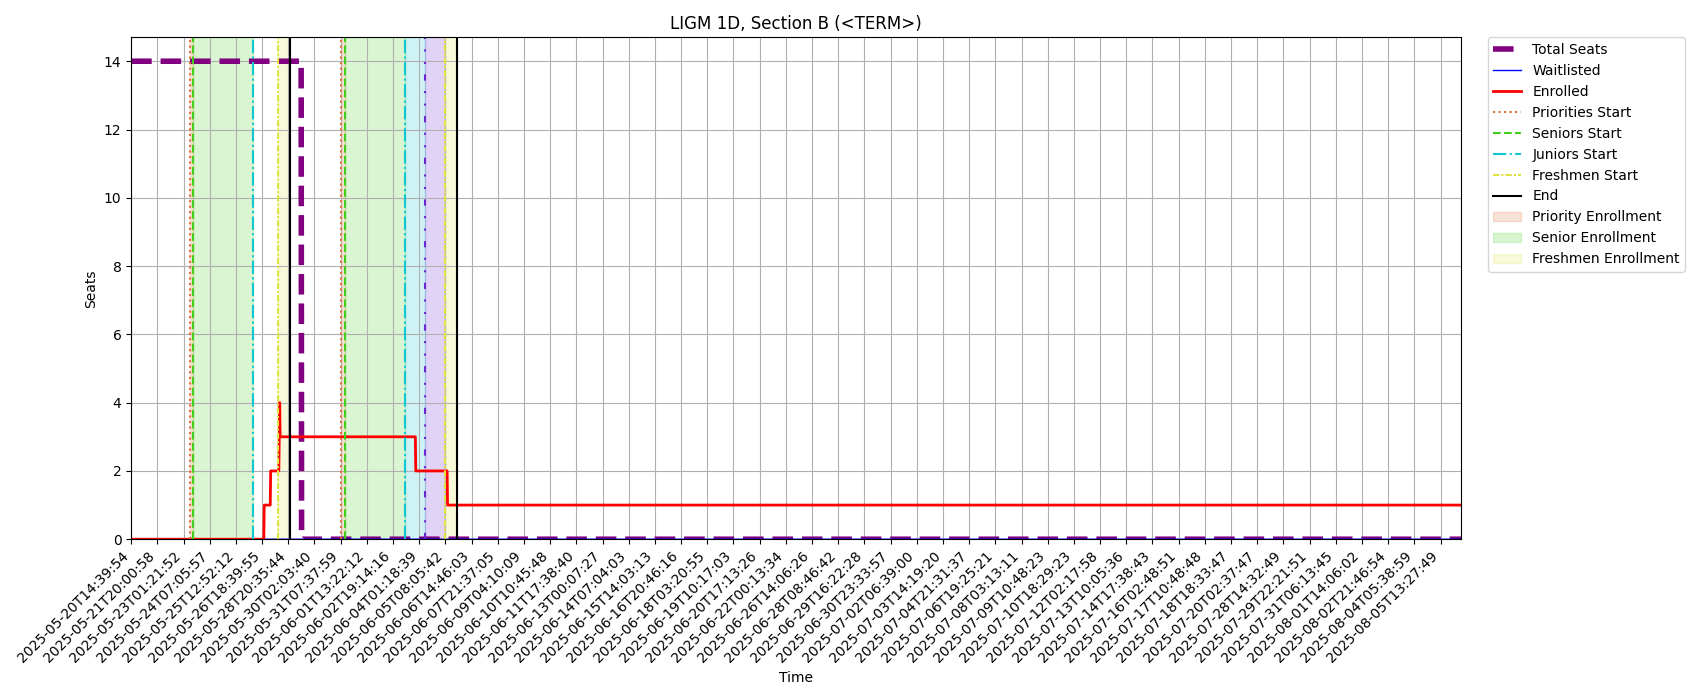 LIGM 1D, Section B (<TERM>)
14
12
10
8
6
4
2
0
Seats
2025-05-20T14:39:54
2025-05-21T20:00:58
2025-05-23T01:21:52
2025-05-24T07:05:57
2025-05-25T12:52:12
2025-05-26T18:39:55
2025-05-28T20:35:44
2025-05-30T02:03:40
2025-05-31T07:37:59
2025-06-01T13:22:12
2025-06-02T19:14:16
2025-06-04T01:18:39
2025-06-05T08:05:42
2025-06-06T14:46:03
2025-06-07T21:37:05
2025-06-09T04:10:09
2025-06-10T10:45:48
2025-06-11T17:38:40
2025-06-13T00:07:27
2025-06-14T07:04:03
2025-06-15T14:03:13
2025-06-16T20:46:16
2025-06-18T03:20:55
2025-06-19T10:17:03
2025-06-20T17:13:26
2025-06-22T00:13:34
2025-06-26T14:06:26
2025-06-28T08:46:42
2025-06-29T16:22:28
2025-06-30T23:33:57
2025-07-02T06:39:00
2025-07-03T14:19:20
2025-07-04T21:31:37
2025-07-06T19:25:21
2025-07-08T03:13:11
2025-07-09T10:48:23
2025-07-10T18:29:23
2025-07-12T02:17:58
2025-07-13T10:05:36
2025-07-14T17:38:43
2025-07-16T02:48:51
2025-07-17T10:48:48
2025-07-18T18:33:47
2025-07-20T02:37:47
2025-07-28T14:32:49
2025-07-29T22:21:51
2025-07-31T06:13:45
2025-08-01T14:06:02
2025-08-02T21:46:54
2025-08-04T05:38:59
2025-08-05T13:27:49
Time
Total Seats
Waitlisted
Enrolled
Priorities Start
Seniors Start
Juniors Start
Freshmen Start
End
Priority Enrollment
Senior Enrollment
Freshmen Enrollment